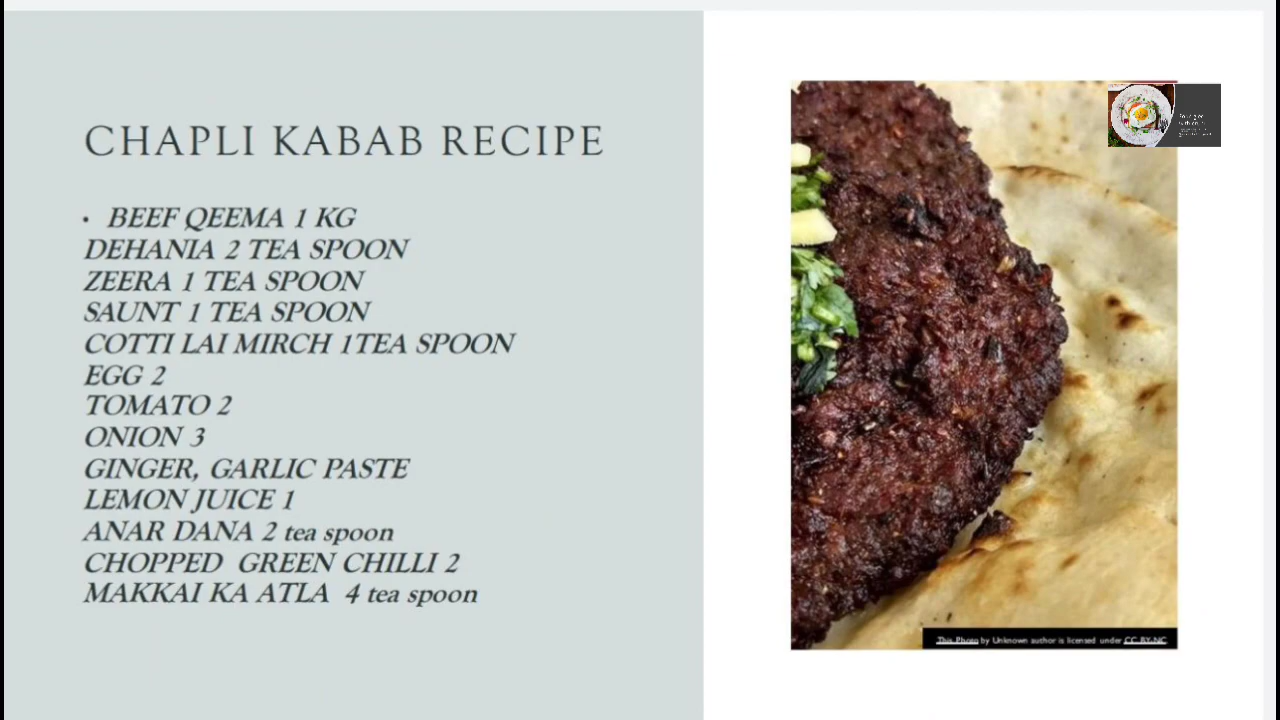 CHAPLI KABAB RECIPE
• BEEF QEEMA 1 KG
DEHANIA 2 TEA SPOON
ZEERA 1 TEA SPOON
SAUNT 1 TEA SPOON
COTTI LAI MIRCH 1TEA SPOON
EGG 2
TOMATO 2
ONION 3
GINGER, GARLIC PASTE
LEMON JUICE 1
ANAR DANA 2 tea spoon
CHOPPED GREEN CHILLI 2
MAKKAI KA ATLA 4 tea spoon
This Photo by Unknown author is licensed under CC BY-NC.